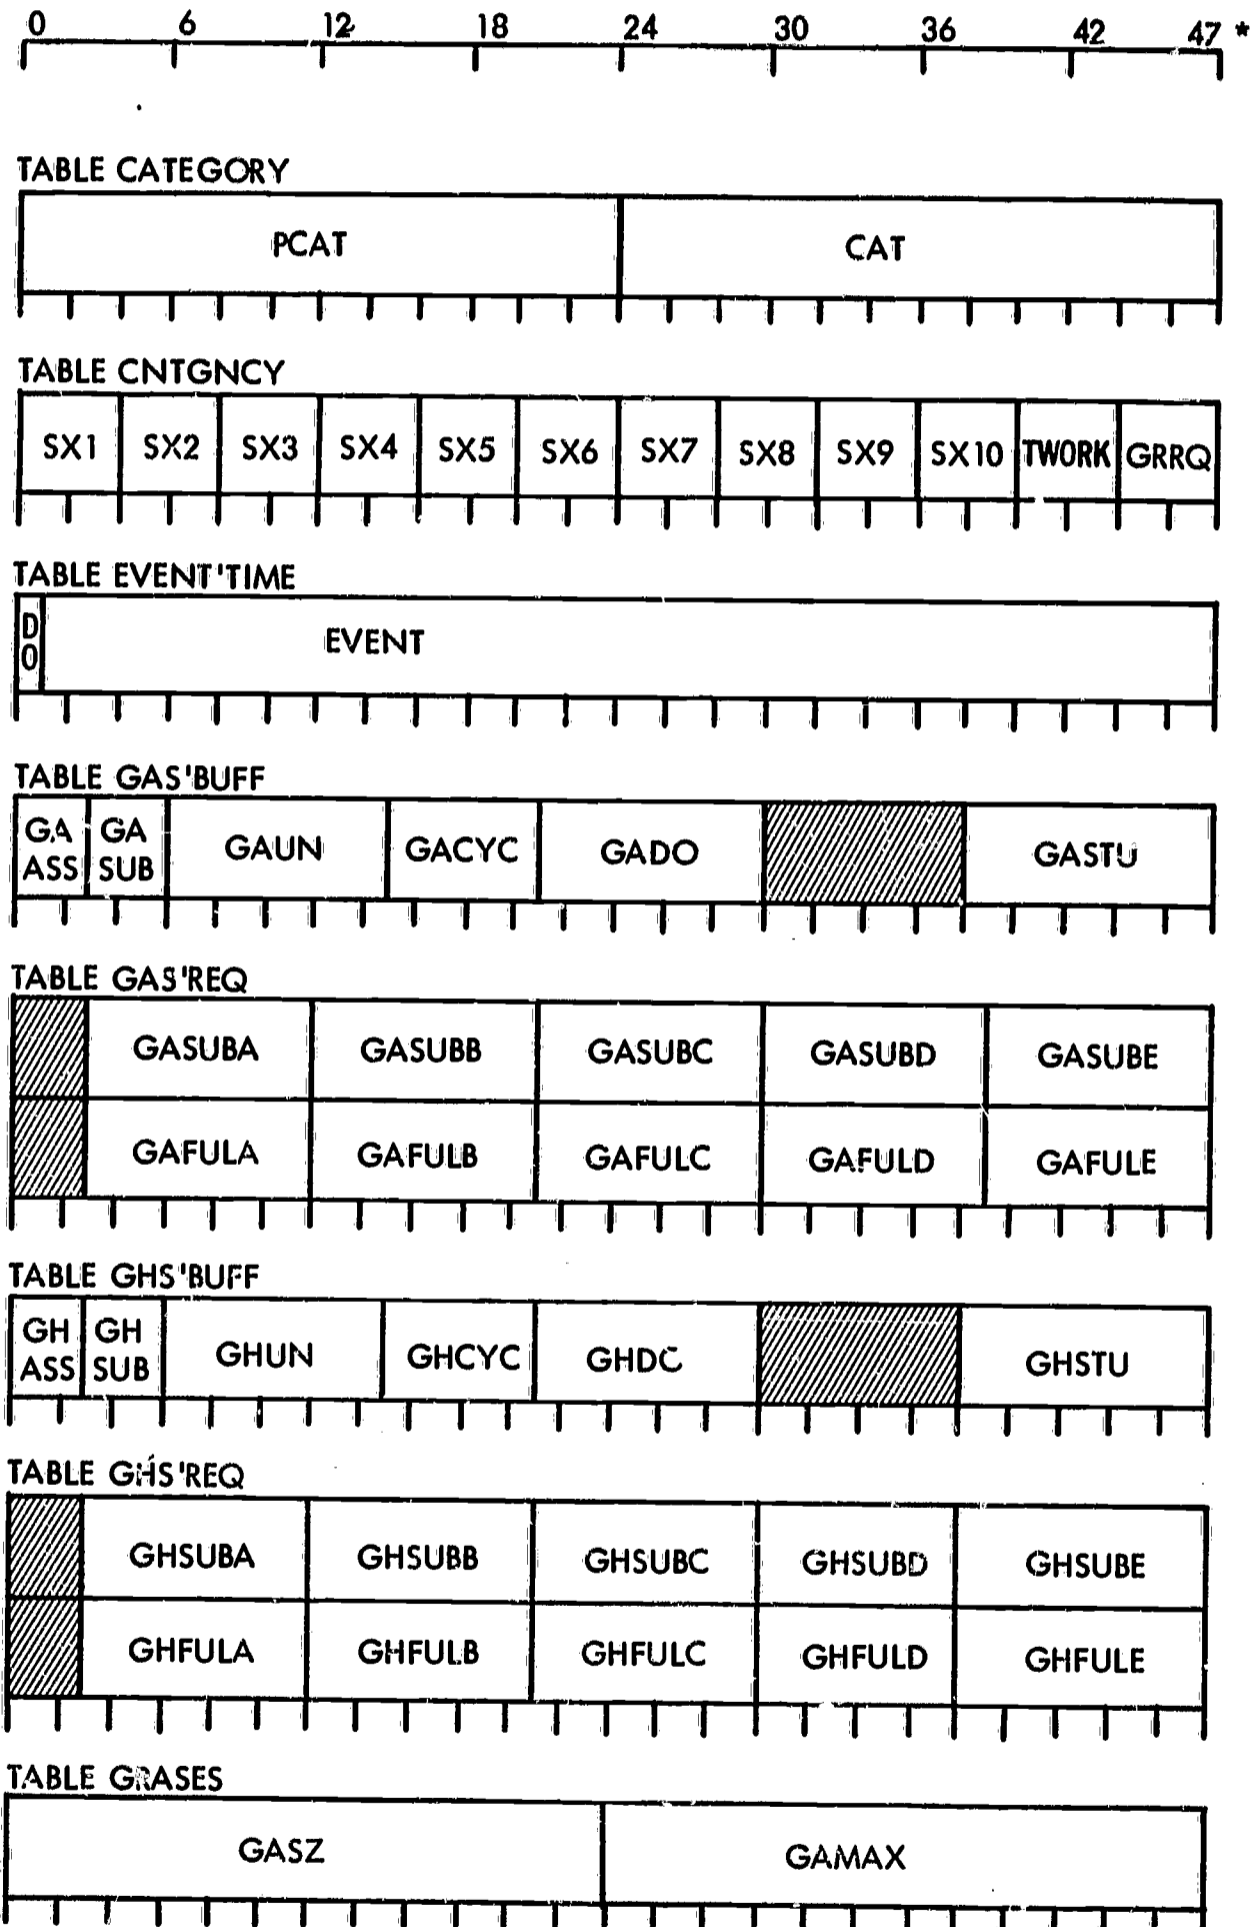 0 6 12 18 24 30 36 42 47 *
TABLE CATEGORY
PCAT CAT
TABLE CNTGNCY
SX1 SX2 SX3 SX4 SX5 SX6 SX7 SX8 SX9 SX10 TWORK GRRQ
TABLE EVENT'TIME
DO EVENT
TABLE GAS'BUFF
GA ASS GA SUB GAUN GACYC GADO GASTU
TABLE GAS'REQ
GASUBA GASUBB GASUBC GASUBD GASUBE
GAFULA GAFULB GAFULC GAFULD GAFULE
TABLE GHS'BUFF
GH ASS GH SUB GHUN GHCYC GHDO GHSTU
TABLE GHS'REQ
GHSUBA GHSUBB GHSUBC GHSUBD GHSUBE
GHFULA GHFULB GHFULC GHFULD GHFULE
TABLE GRASES
GASZ GAMAX